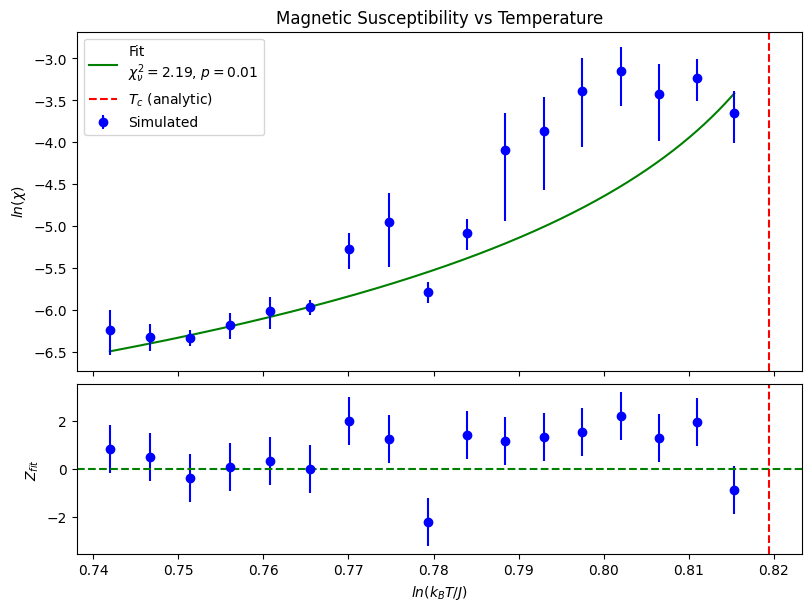 Magnetic Susceptibility vs Temperature
Fit
χ²ᵥ = 2.19, p = 0.01
T_c (analytic)
Simulated
ln(χ)
−3.0
−3.5
−4.0
−4.5
−5.0
−5.5
−6.0
−6.5
Z_fit
2
0
−2
0.74
0.75
0.76
0.77
0.78
0.79
0.80
0.81
0.82
ln(k_BT/J)